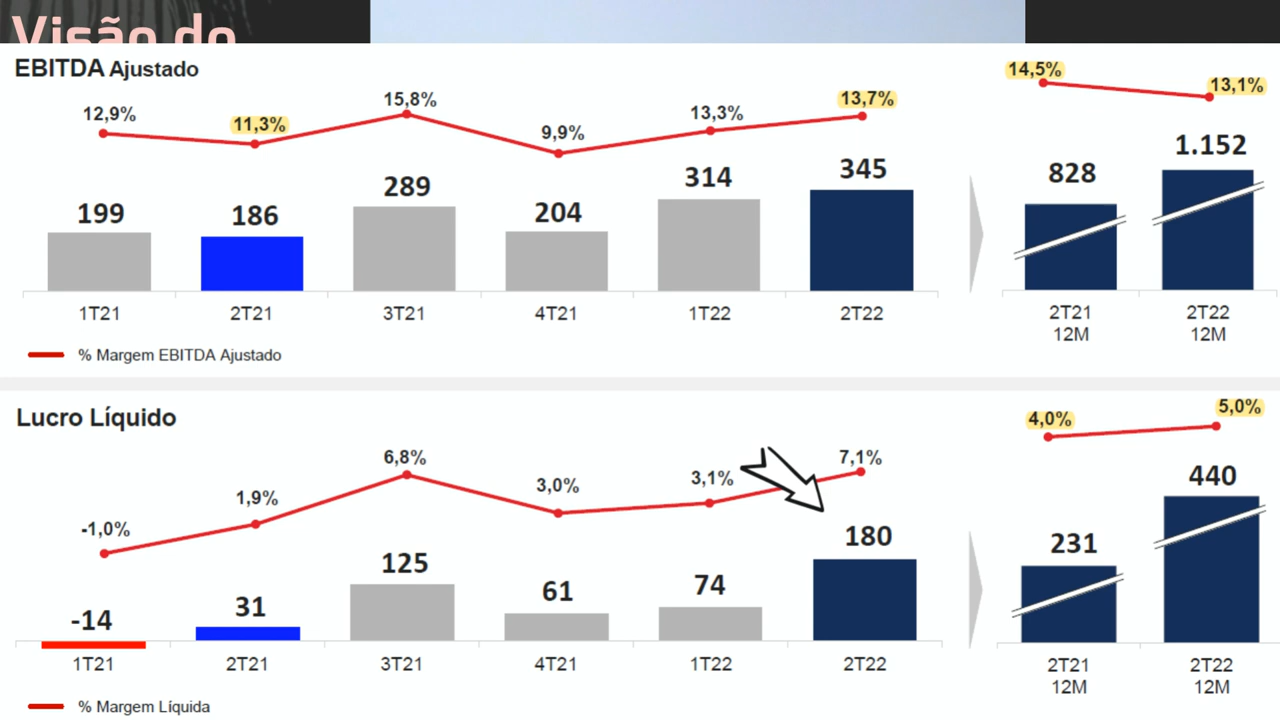 Visão do
EBITDA Ajustado
12,9%
11,3%
15,8%
9,9%
13,3%
13,7%
14,5%
13,1%
199
186
289
204
314
345
828
1.152
1T21
2T21
3T21
4T21
1T22
2T22
2T21
12M
2T22
12M
% Margem EBITDA Ajustado
Lucro Líquido
-1,0%
1,9%
6,8%
3,0%
3,1%
7,1%
4,0%
5,0%
-14
31
125
61
74
180
231
440
1T21
2T21
3T21
4T21
1T22
2T22
2T21
12M
2T22
12M
% Margem Líquida